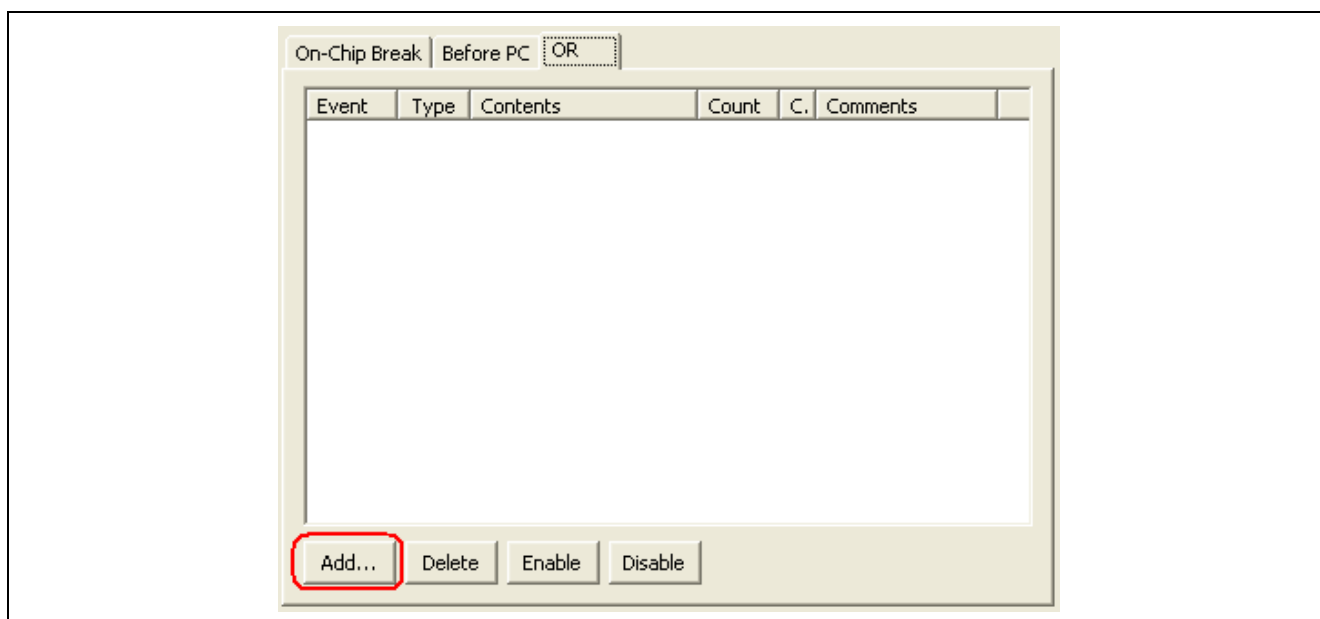 On-Chip Break Before PC OR
Event Type Contents Count C. Comments
Add... Delete Enable Disable